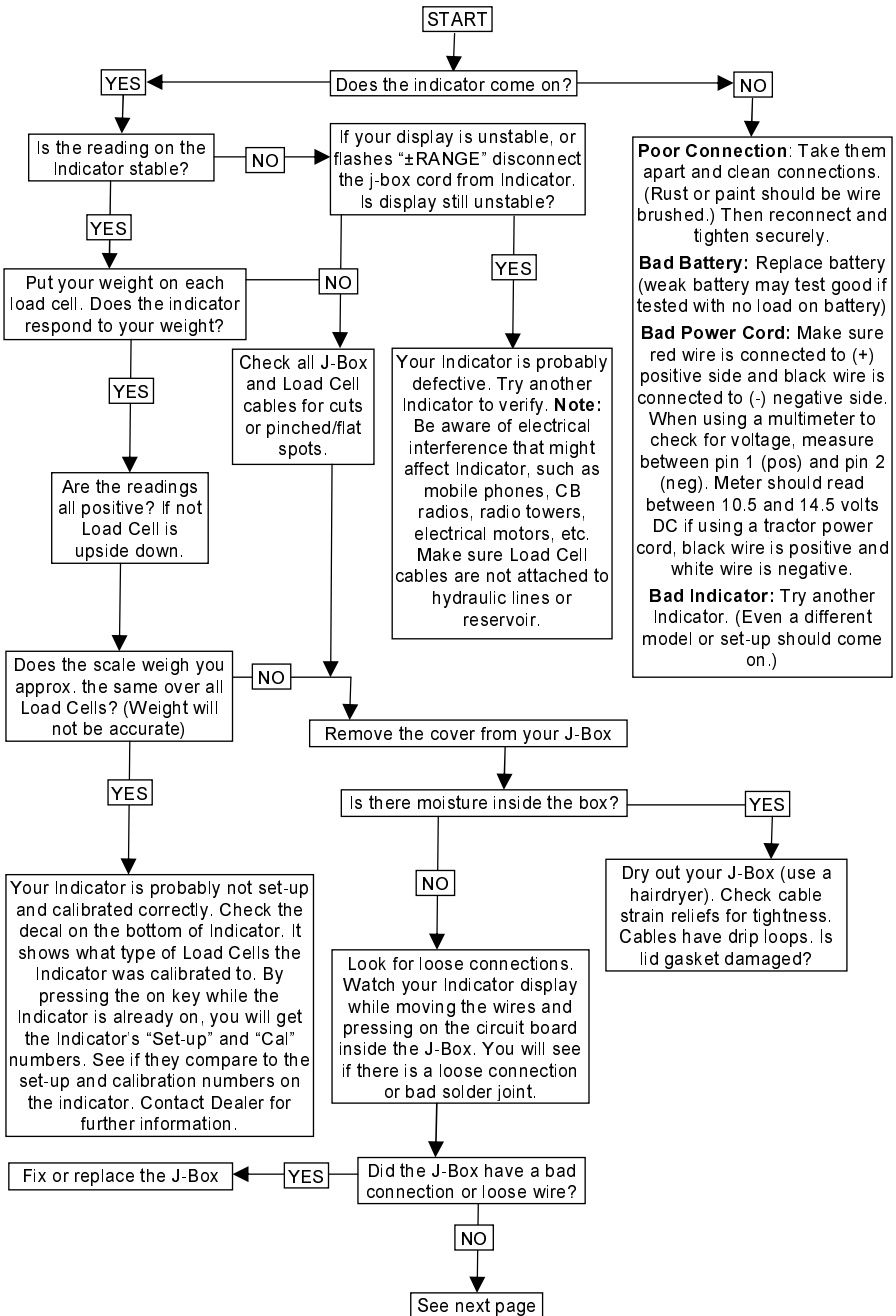 START
Does the indicator come on?
YES
NO
Is the reading on the
Indicator stable?
NO
If your display is unstable, or
flashes “±RANGE” disconnect
the j-box cord from Indicator.
Is display still unstable?
Poor Connection: Take them
apart and clean connections.
(Rust or paint should be wire
brushed.) Then reconnect and
tighten securely.
Bad Battery: Replace battery
(weak battery may test good if
tested with no load on battery)
Bad Power Cord: Make sure
red wire is connected to (+)
positive side and black wire is
connected to (-) negative side.
When using a multimeter to
check for voltage, measure
between pin 1 (pos) and pin 2
(neg). Meter should read
between 10.5 and 14.5 volts
DC if using a tractor power
cord, black wire is positive and
white wire is negative.
Bad Indicator: Try another
Indicator. (Even a different
model or set-up should come
on.)
YES
Put your weight on each
load cell. Does the indicator
respond to your weight?
NO
YES
YES
Check all J-Box
and Load Cell
cables for cuts
or pinched/flat
spots.
Your Indicator is probably
defective. Try another
Indicator to verify. Note:
Be aware of electrical
interference that might
affect Indicator, such as
mobile phones, CB
radios, radio towers,
electrical motors, etc.
Make sure Load Cell
cables are not attached to
hydraulic lines or
reservoir.
Are the readings
all positive? If not
Load Cell is
upside down.
Does the scale weigh you
approx. the same over all
Load Cells? (Weight will
not be accurate)
NO
Remove the cover from your J-Box
YES
Is there moisture inside the box?
YES
NO
Dry out your J-Box (use a
hairdryer). Check cable
strain reliefs for tightness.
Cables have drip loops. Is
lid gasket damaged?
Your Indicator is probably not set-up
and calibrated correctly. Check the
decal on the bottom of Indicator. It
shows what type of Load Cells the
Indicator was calibrated to. By
pressing the on key while the
Indicator is already on, you will get
the Indicator’s “Set-up” and “Cal”
numbers. See if they compare to the
set-up and calibration numbers on
the indicator. Contact Dealer for
further information.
Look for loose connections.
Watch your Indicator display
while moving the wires and
pressing on the circuit board
inside the J-Box. You will see
if there is a loose connection
or bad solder joint.
Did the J-Box have a bad
connection or loose wire?
YES
Fix or replace the J-Box
NO
See next page